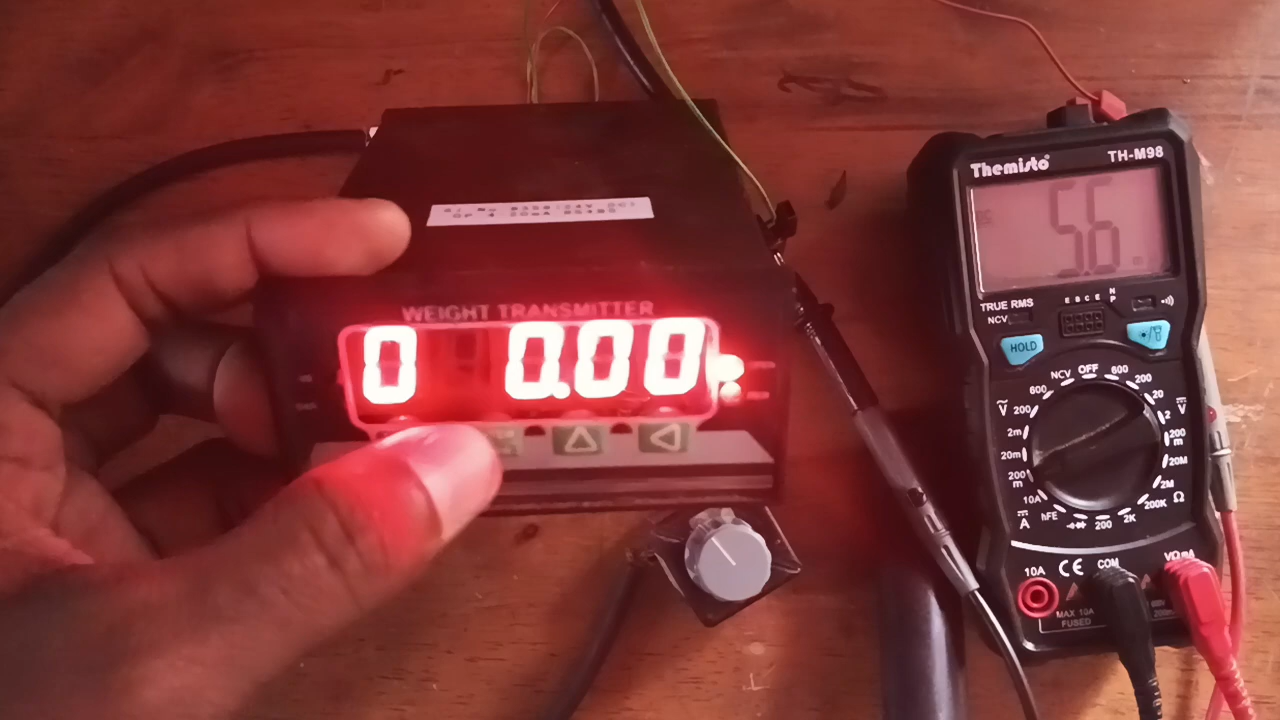 WEIGHT TRANSMITTER
0 0.00
Themisto®
TH-M98
5.6
TRUE RMS
NCV
E B C E
HOLD
NCV OFF 600
600 200
200 20
2m 2
20m 200m
200m 20M
10A 2M
hFE 200 2K 200K Ω
V
V
A
10A CE COM VΩmA
MAX 10A
FUSED